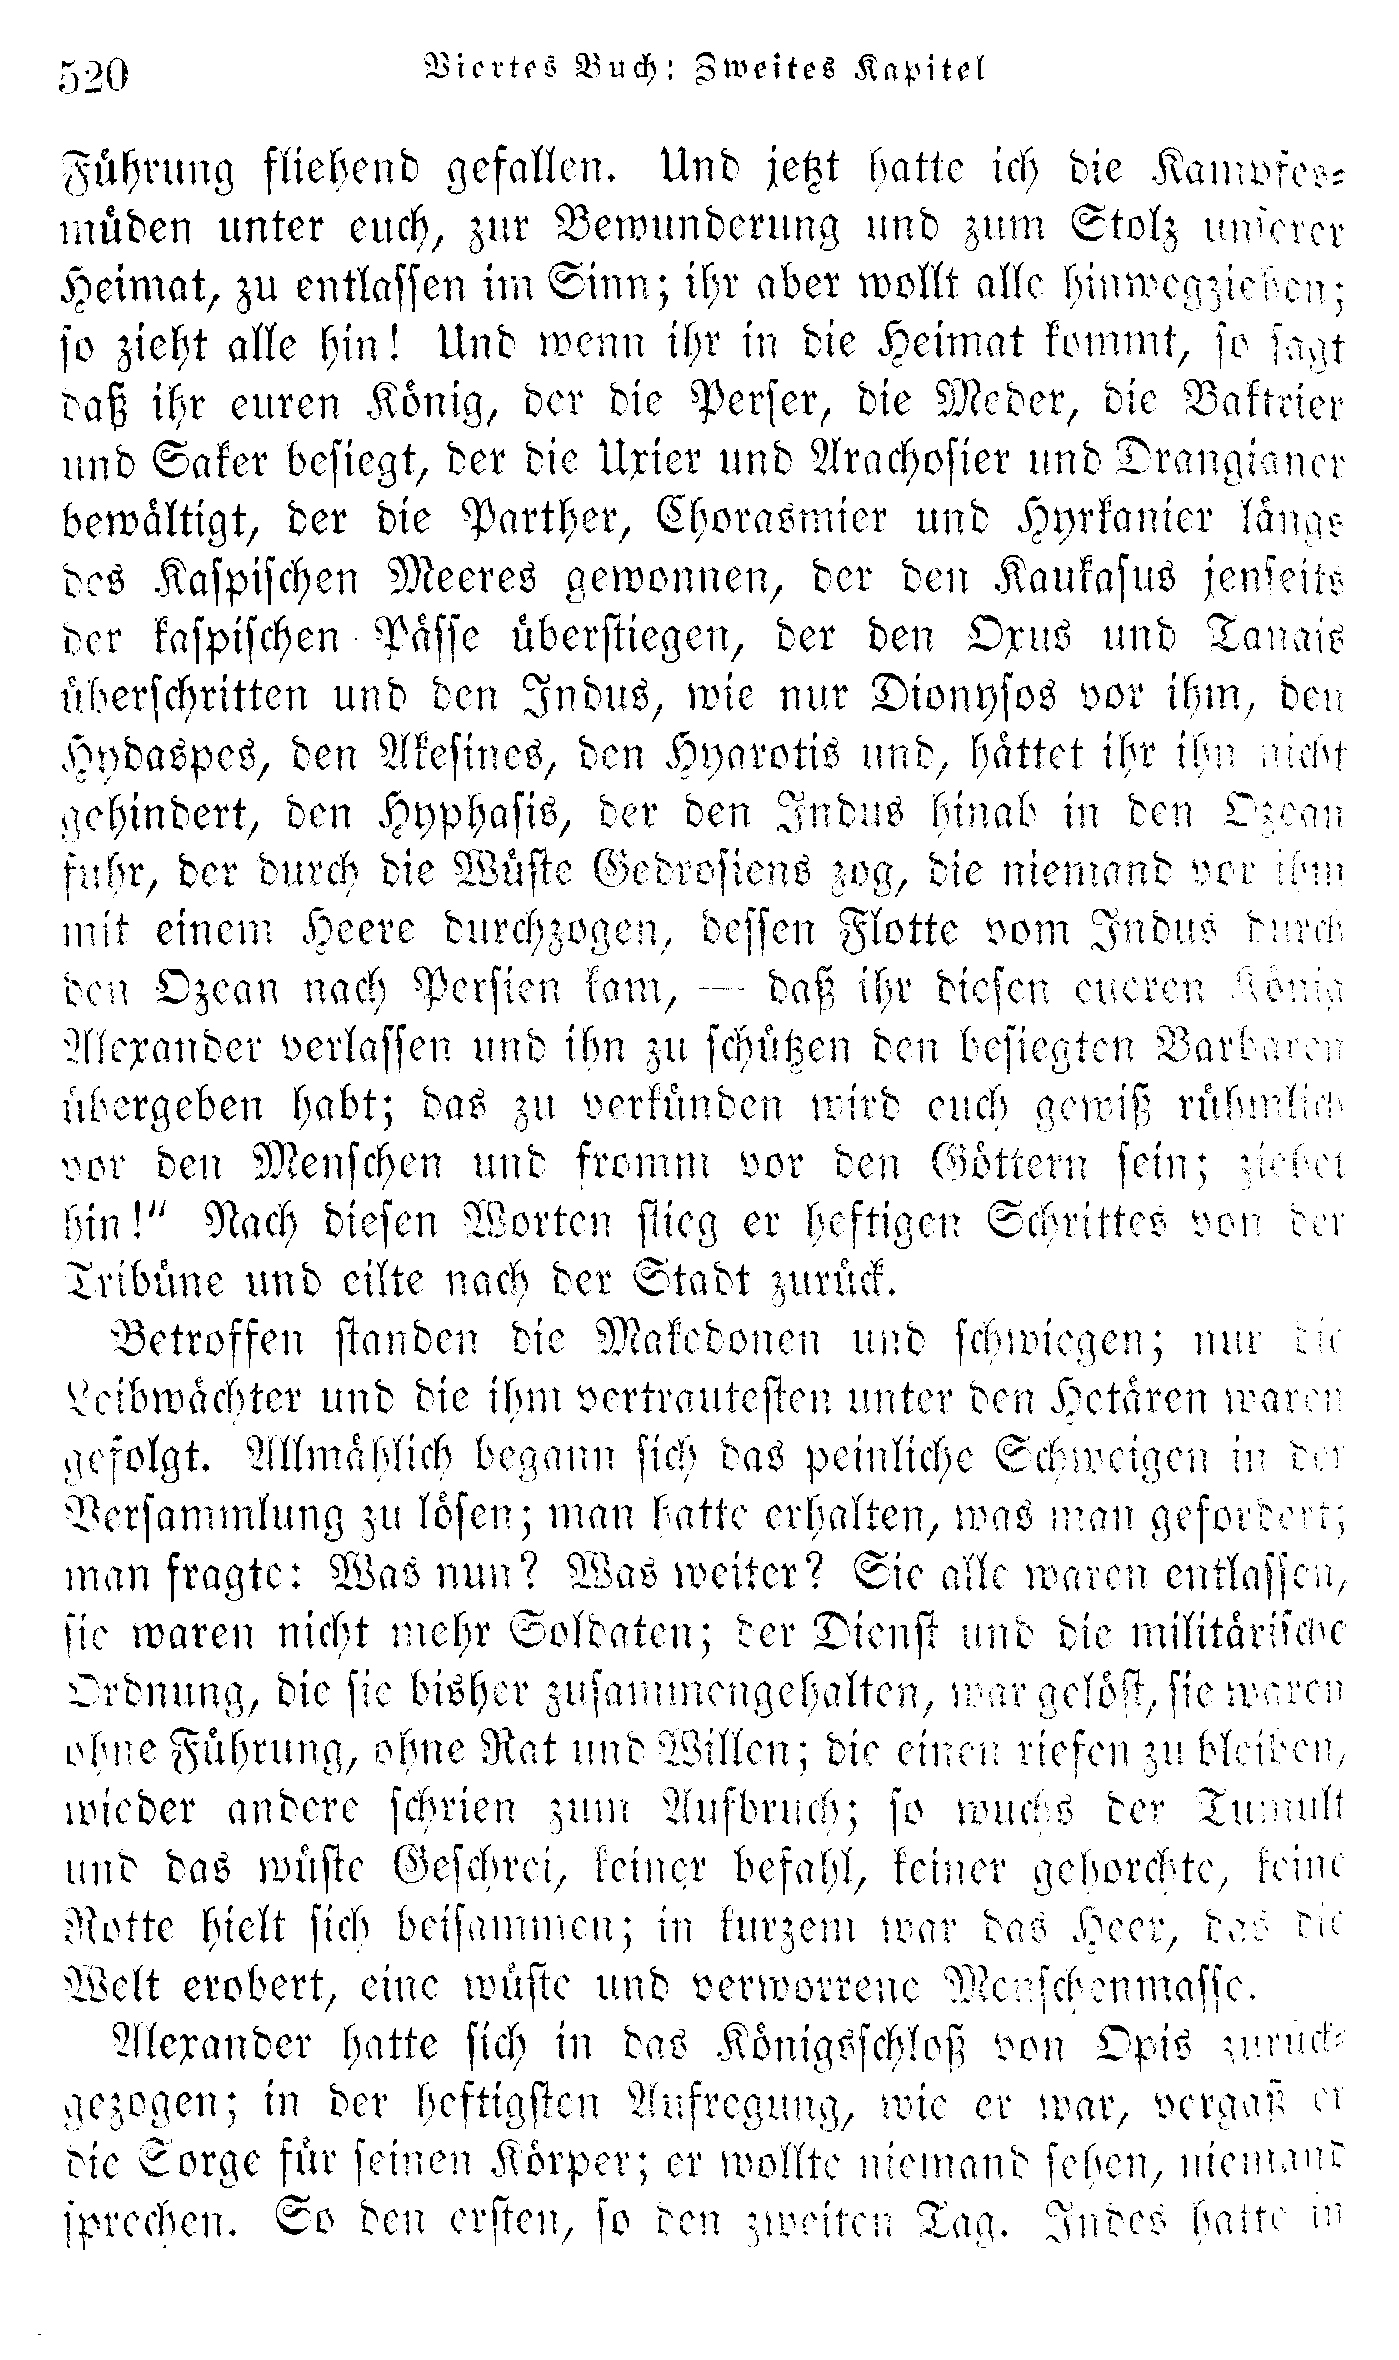 520
Viertes Buch: Zweites Kapitel
Führung fliehend gefallen. Und jetzt hatte ich die Kampfes-
müden unter euch, zur Bewunderung und zum Stolz unserer
Heimat, zu entlassen im Sinn; ihr aber wollt alle hinwegziehen;
so zieht alle hin! Und wenn ihr in die Heimat kommt, so sagt
daß ihr euren König, der die Perser, die Meder, die Baktrier
und Saker besiegt, der die Uxier und Arachosier und Drangianer
bewältigt, der die Parther, Chorasmier und Hyrkanier längs
des Kaspischen Meeres gewonnen, der den Kaukasus jenseits
der kaspischen Pässe überstiegen, der den Oxus und Tanais
überschritten und den Indus, wie nur Dionysos vor ihm, den
Hydaspes, den Akesines, den Hyarotis und, hättet ihr ihn nicht
gehindert, den Hyphasis, der den Indus hinab in den Ozean
fuhr, der durch die Wüste Gedrosiens zog, die niemand vor ihm
mit einem Heere durchzogen, dessen Flotte vom Indus durch
den Ozean nach Persien kam, — daß ihr diesen eueren König
Alexander verlassen und ihn zu schützen den besiegten Barbaren
übergeben habt; das zu verkünden wird euch gewiß rühmlich
vor den Menschen und fromm vor den Göttern sein; ziehet
hin!“ Nach diesen Worten stieg er heftigen Schrittes von der
Tribüne und eilte nach der Stadt zurück.
Betroffen standen die Makedonen und schwiegen; nur die
Leibwächter und die ihm vertrautesten unter den Hetären waren
gefolgt. Allmählich begann sich das peinliche Schweigen in der
Versammlung zu lösen; man hatte erhalten, was man gefordert;
man fragte: Was nun? Was weiter? Sie alle waren entlassen,
sie waren nicht mehr Soldaten; der Dienst und die militärische
Ordnung, die sie bisher zusammengehalten, war gelöst, sie waren
ohne Führung, ohne Rat und Willen; die einen riefen zu bleiben,
wieder andere schrien zum Aufbruch; so wuchs der Tumult
und das wüste Geschrei, keiner befahl, keiner gehorchte, keine
Rotte hielt sich beisammen; in kurzem war das Heer, das die
Welt erobert, eine wüste und verworrene Menschenmasse.
Alexander hatte sich in das Königsschloß von Opis zurück-
gezogen; in der heftigsten Aufregung, wie er war, vergaß er
die Sorge für seinen Körper; er wollte niemand sehen, niemand
sprechen. So den ersten, so den zweiten Tag. Indes hatte in